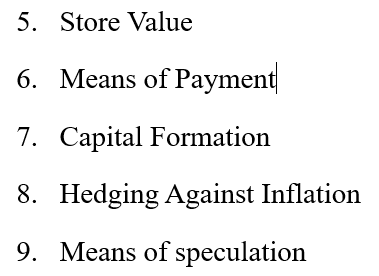 5. Store Value
6. Means of Payment
7. Capital Formation
8. Hedging Against Inflation
9. Means of speculation